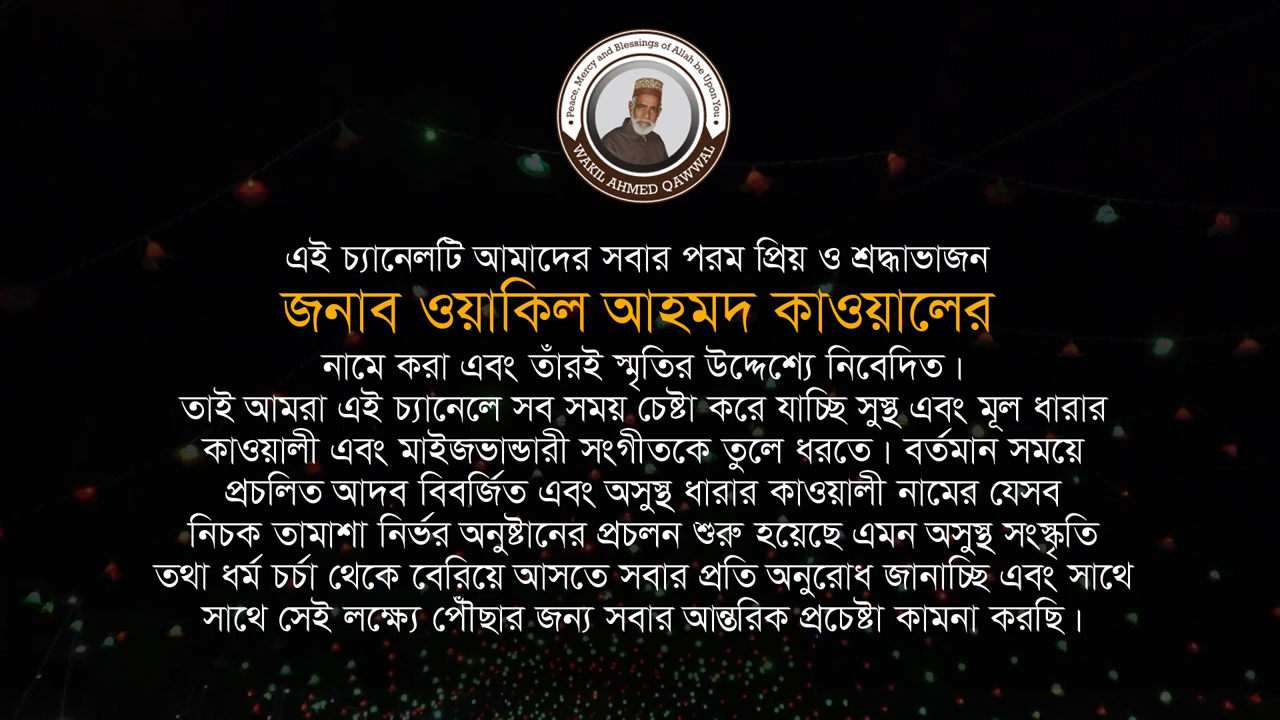 Peace, Mercy and Blessings of Allah be Upon You
WAKIL AHMED QAWWAL
এই চ্যানেলটি আমাদের সবার পরম প্রিয় ও শ্রদ্ধাভাজন
জনাব ওয়াকিল আহমদ কাওয়ালের
নামে করা এবং তাঁরই স্মৃতির উদ্দেশ্যে নিবেদিত।
তাই আমরা এই চ্যানেলে সব সময় চেষ্টা করে যাচ্ছি সুস্থ এবং মূল ধারার
কাওয়ালী এবং মাইজভান্ডারী সংগীতকে তুলে ধরতে। বর্তমান সময়ে
প্রচলিত আদব বিবর্জিত এবং অসুস্থ ধারার কাওয়ালী নামের যেসব
নিচক তামাশা নির্ভর অনুষ্টানের প্রচলন শুরু হয়েছে এমন অসুস্থ সংস্কৃতি
তথা ধর্ম চর্চা থেকে বেরিয়ে আসতে সবার প্রতি অনুরোধ জানাচ্ছি এবং সাথে
সাথে সেই লক্ষ্যে পৌঁছার জন্য সবার আন্তরিক প্রচেষ্টা কামনা করছি।